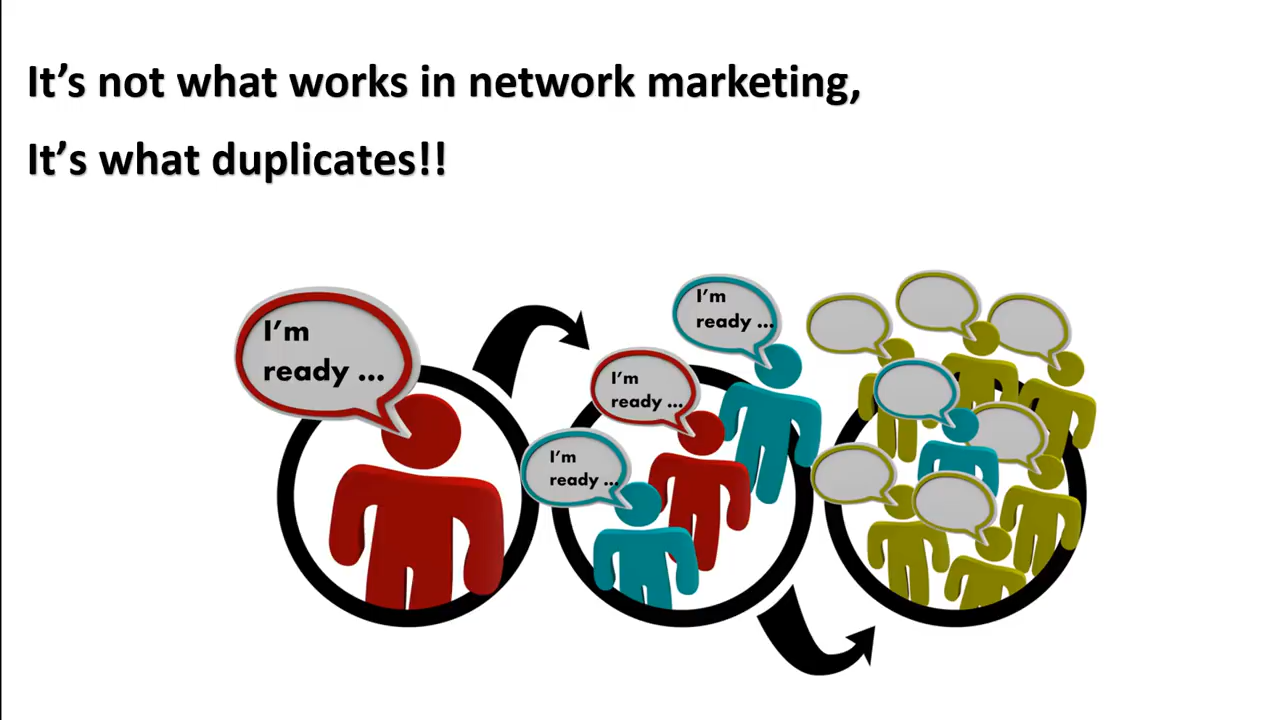 It’s not what works in network marketing,
It’s what duplicates!!
I’m
ready ...
I’m
ready ...
I’m
ready ...
I’m
ready ...